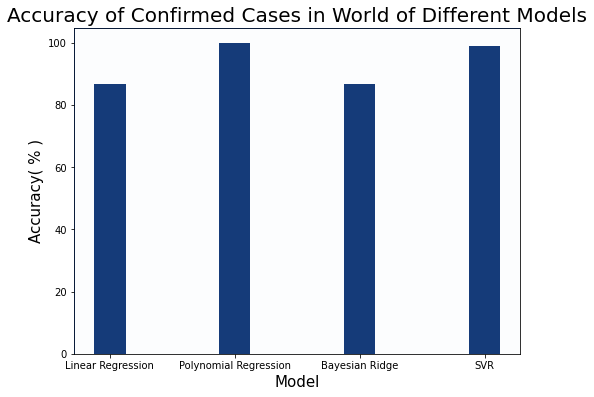 Accuracy of Confirmed Cases in World of Different Models
Accuracy( % )
100
80
60
40
20
0
Linear Regression Polynomial Regression Bayesian Ridge SVR
Model